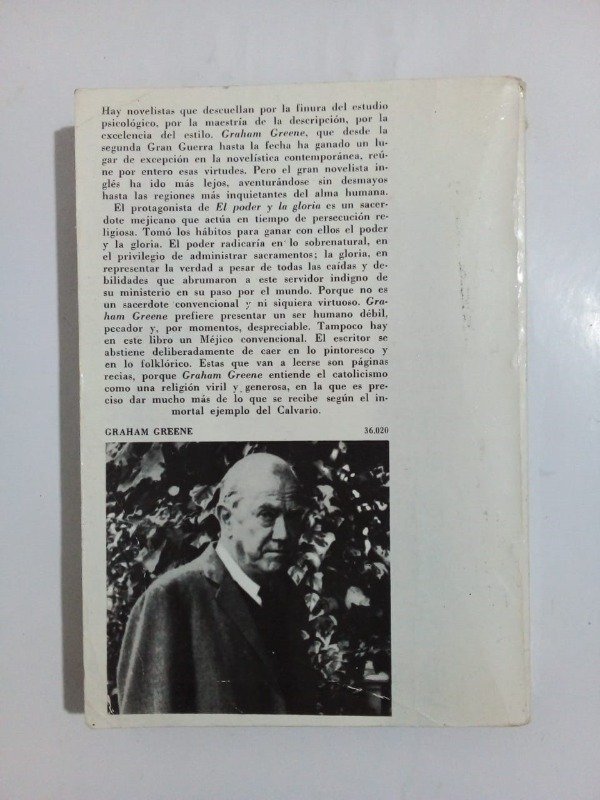 Hay novelistas que descuellan por la finura del estudio
psicológico, por la maestría de la descripción, por la
excelencia del estilo. Graham Greene, que desde la
segunda Gran Guerra hasta la fecha ha ganado un lu-
gar de excepción en la novelística contemporánea, reú-
ne por entero esas virtudes. Pero el gran novelista in-
glés ha ido más lejos, aventurándose sin desmayos
hasta las regiones más inquietantes del alma humana.
El protagonista de El poder y la gloria es un sacer-
dote mejicano que actúa en tiempo de persecución re-
ligiosa. Tomó los hábitos para ganar con ellos el poder
y la gloria. El poder radicaría en lo sobrenatural, en
el privilegio de administrar sacramentos; la gloria, en
representar la verdad a pesar de todas las caídas y de-
bilidades que abrumaron a este servidor indigno de
su ministerio en su paso por el mundo. Porque no es
un sacerdote convencional y ni siquiera virtuoso. Gra-
ham Greene prefiere presentar un ser humano débil,
pecador y, por momentos, despreciable. Tampoco hay
en este libro un Méjico convencional. El escritor se
abstiene deliberadamente de caer en lo pintoresco y
en lo folklórico. Estas que van a leerse son páginas
recias, porque Graham Greene entiende el catolicismo
como una religión viril y generosa, en la que es pre-
ciso dar mucho más de lo que se recibe según el in-
mortal ejemplo del Calvario.
GRAHAM GREENE 36.020